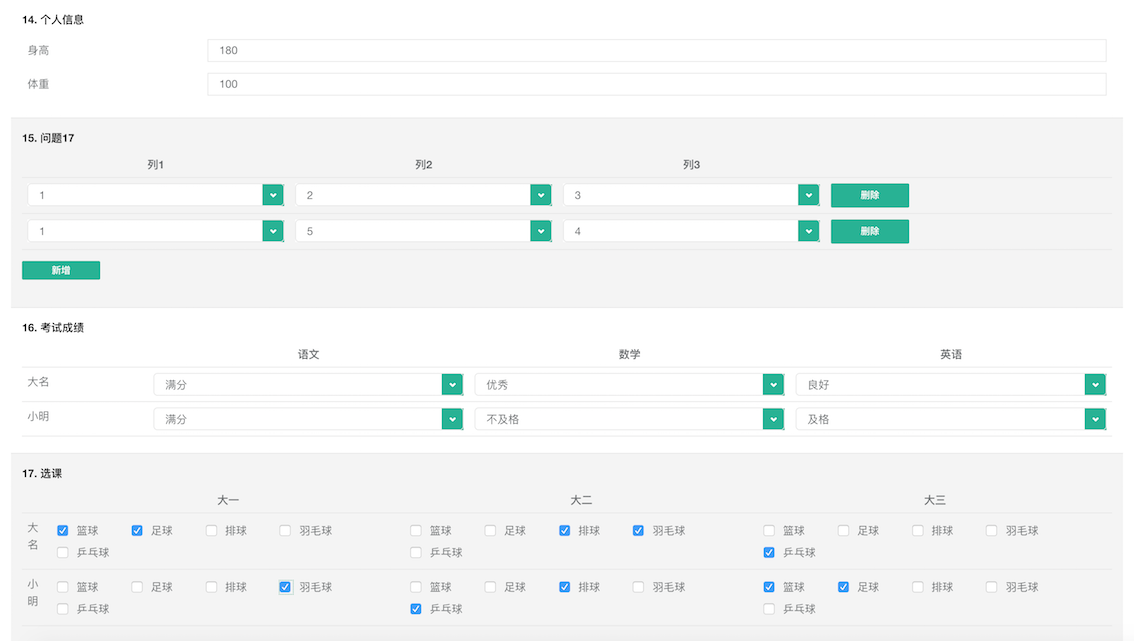 14. 个人信息
身高 180
体重 100
15. 问题17
列1 列2 列3
1 2 3 删除
1 5 4 删除
新增
16. 考试成绩
语文 数学 英语
大名 满分 优秀 良好
小明 满分 不及格 及格
17. 选课
大一 大二 大三
大名 篮球 足球 排球 羽毛球 篮球 足球 排球 羽毛球 篮球 足球 排球 羽毛球
乒乓球 乒乓球 乒乓球
小明 篮球 足球 排球 羽毛球 篮球 足球 排球 羽毛球 篮球 足球 排球 羽毛球
乒乓球 乒乓球 乒乓球